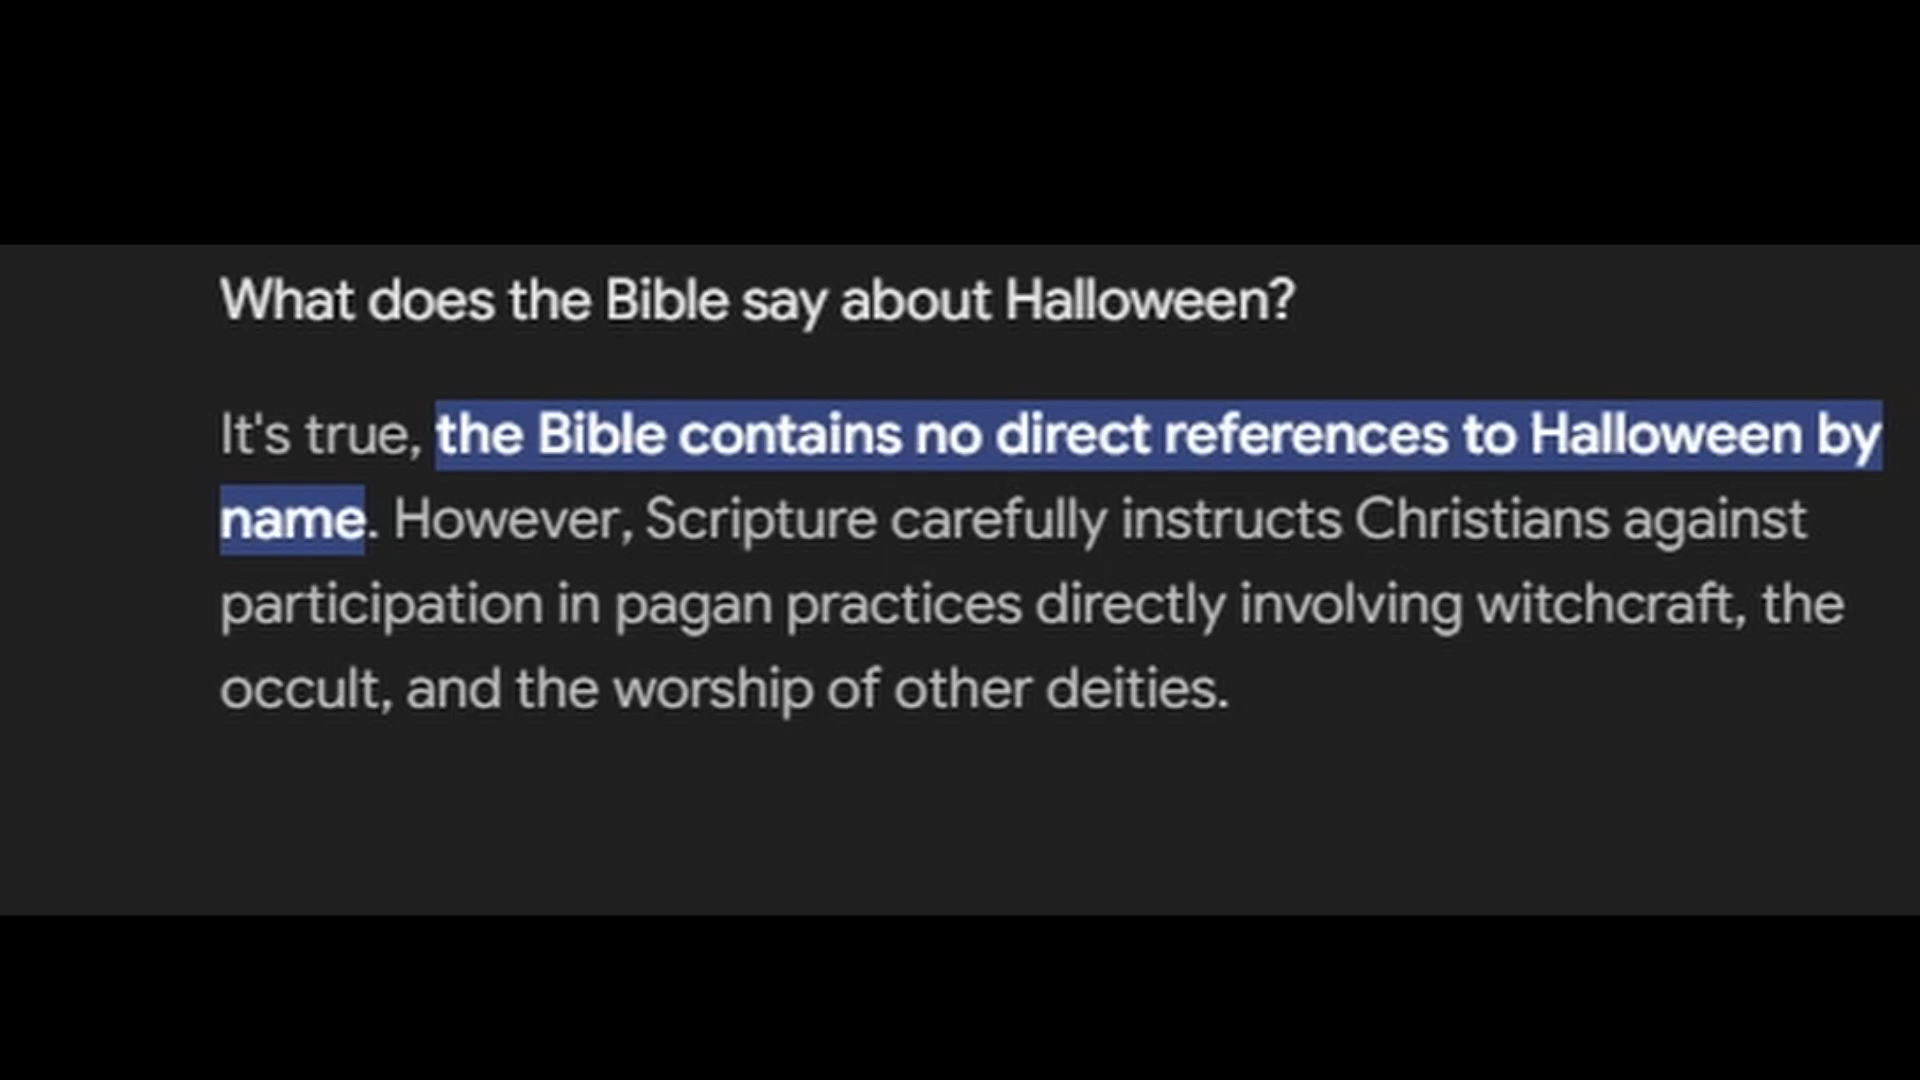 What does the Bible say about Halloween?
It's true, the Bible contains no direct references to Halloween by
name. However, Scripture carefully instructs Christians against
participation in pagan practices directly involving witchcraft, the
occult, and the worship of other deities.